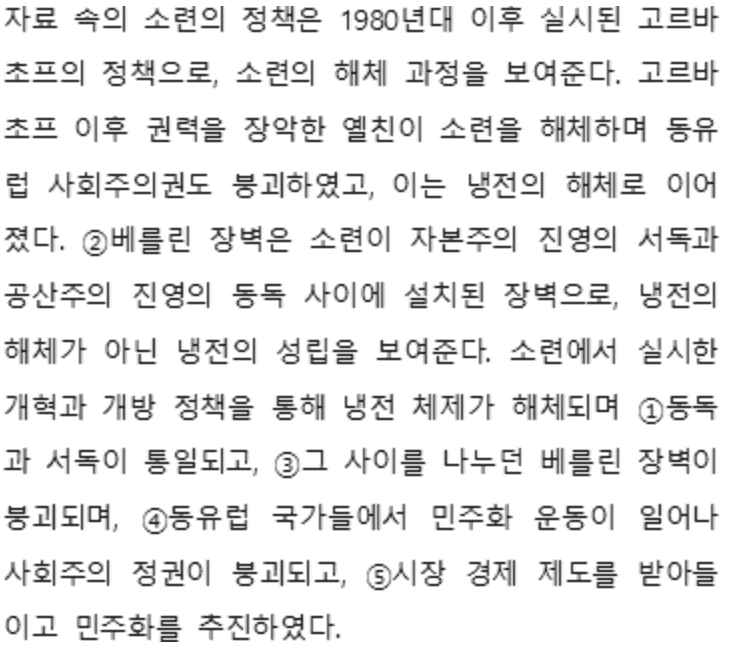 자료 속의 소련의 정책은 1980년대 이후 실시된 고르바
초프의 정책으로, 소련의 해체 과정을 보여준다. 고르바
초프 이후 권력을 장악한 옐친이 소련을 해체하며 동유
럽 사회주의권도 붕괴하였고, 이는 냉전의 해체로 이어
졌다. ②베를린 장벽은 소련이 자본주의 진영의 서독과
공산주의 진영의 동독 사이에 설치된 장벽으로, 냉전의
해체가 아닌 냉전의 성립을 보여준다. 소련에서 실시한
개혁과 개방 정책을 통해 냉전 체제가 해체되며 ①동독
과 서독이 통일되고, ③그 사이를 나누던 베를린 장벽이
붕괴되며, ④동유럽 국가들에서 민주화 운동이 일어나
사회주의 정권이 붕괴되고, ⑤시장 경제 제도를 받아들
이고 민주화를 추진하였다.